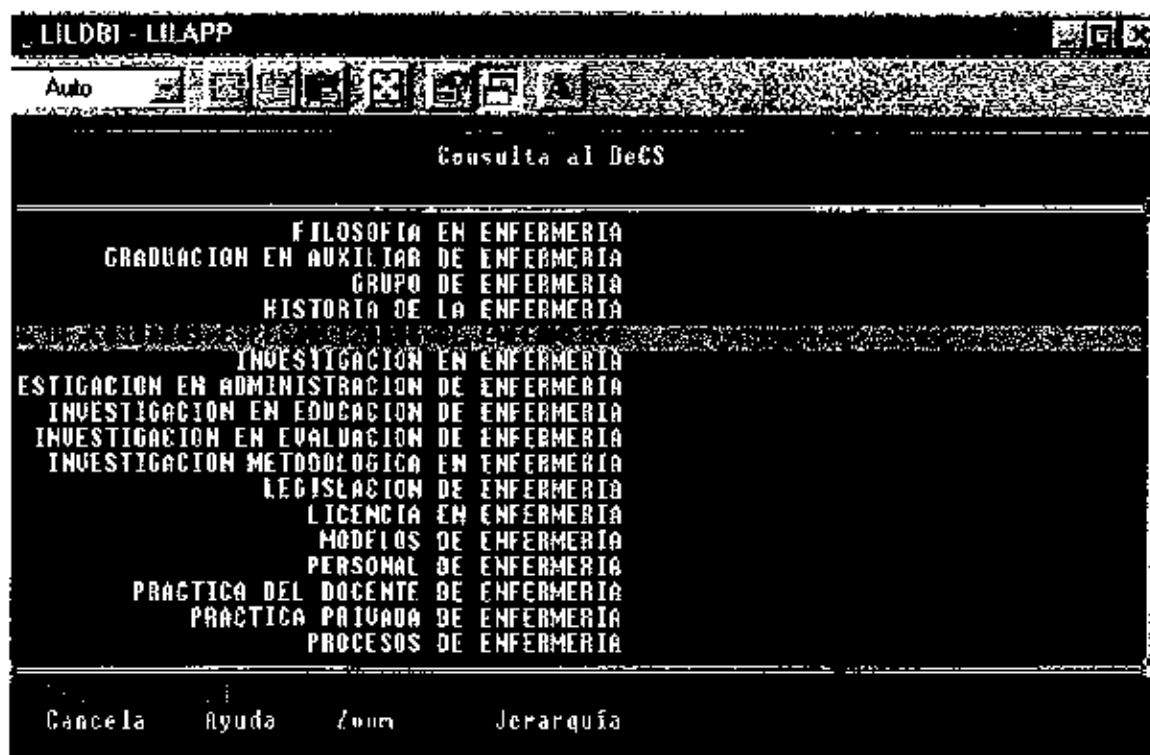 LILDBI - LILAPP
Auto
A
Consulta al DeCS
FILOSOFIA EN ENFERMERIA
GRADUACION EN AUXILIAR DE ENFERMERIA
GRUPO DE ENFERMERIA
HISTORIA DE LA ENFERMERIA
INVESTIGACION EN ENFERMERIA
ESTIGACION EN ADMINISTRACION DE ENFERMERIA
INVESTIGACION EN EDUCACION DE ENFERMERIA
INVESTIGACION EN EVALUACION DE ENFERMERIA
INVESTIGACION METODOLOGICA EN ENFERMERIA
LEGISLACION DE ENFERMERIA
LICENCIA EN ENFERMERIA
MODELOS DE ENFERMERIA
PERSONAL DE ENFERMERIA
PRACTICA DEL DOCENTE DE ENFERMERIA
PRACTICA PRIVADA DE ENFERMERIA
PROCESOS DE ENFERMERIA
Cancela Ayuda Zoom Jerarquía